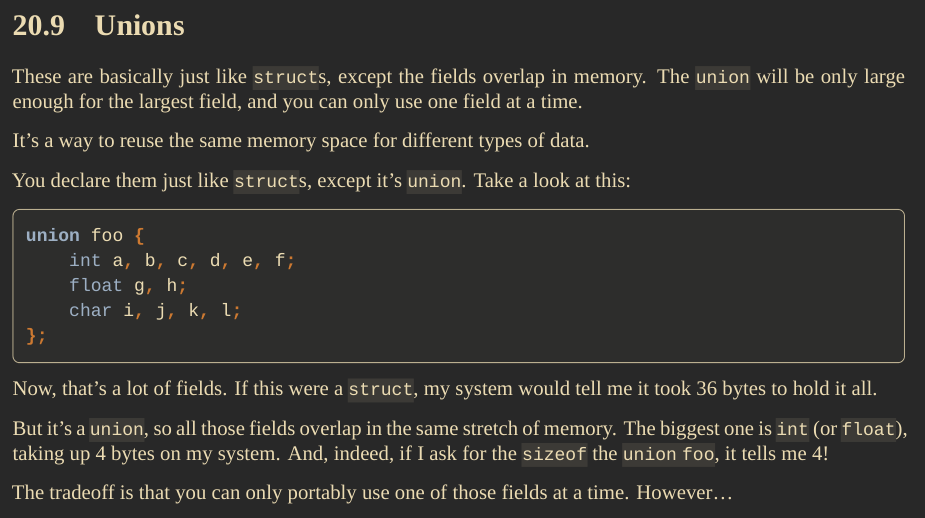 20.9 Unions
These are basically just like structs, except the fields overlap in memory. The union will be only large
enough for the largest field, and you can only use one field at a time.
It’s a way to reuse the same memory space for different types of data.
You declare them just like structs, except it’s union. Take a look at this:
union foo {
    int a, b, c, d, e, f;
    float g, h;
    char i, j, k, l;
};
Now, that’s a lot of fields. If this were a struct, my system would tell me it took 36 bytes to hold it all.
But it’s a union, so all those fields overlap in the same stretch of memory. The biggest one is int (or float),
taking up 4 bytes on my system. And, indeed, if I ask for the sizeof the union foo, it tells me 4!
The tradeoff is that you can only portably use one of those fields at a time. However…